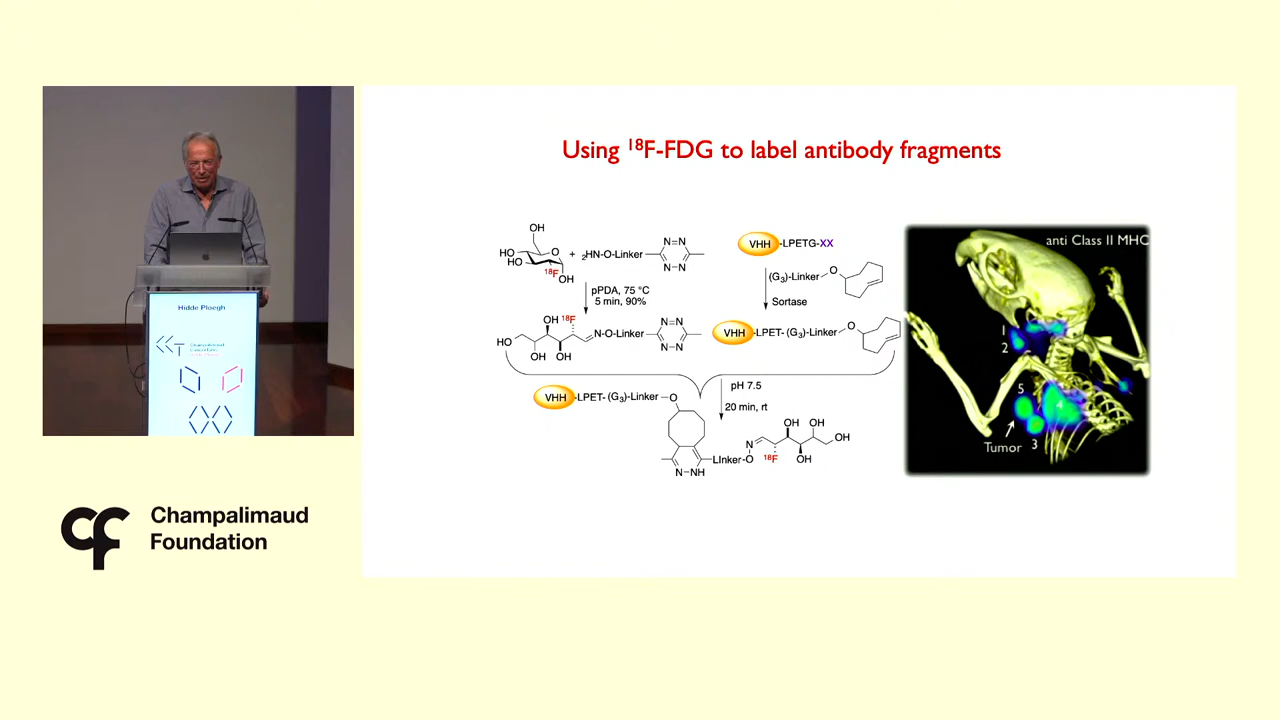 Using ¹⁸F-FDG to label antibody fragments
OH
HO
HO
O
¹⁸F
OH
+ ₂HN-O-Linker
N=N
N=N
pPDA, 75 °C
5 min, 90%
VHH -LPETG-XX
(G₃)-Linker
O
Sortase
OH ¹⁸F
HO
OH OH
N-O-Linker
N=N
N=N
VHH -LPET- (G₃)-Linker
O
pH 7.5
20 min, rt
VHH -LPET- (G₃)-Linker —O
N-NH
LInker-O
N
¹⁸F
OH OH
OH
OH
anti Class II MHC
1
2
5
4
3
Tumor
Hidde Ploegh
Champalimaud
Foundation